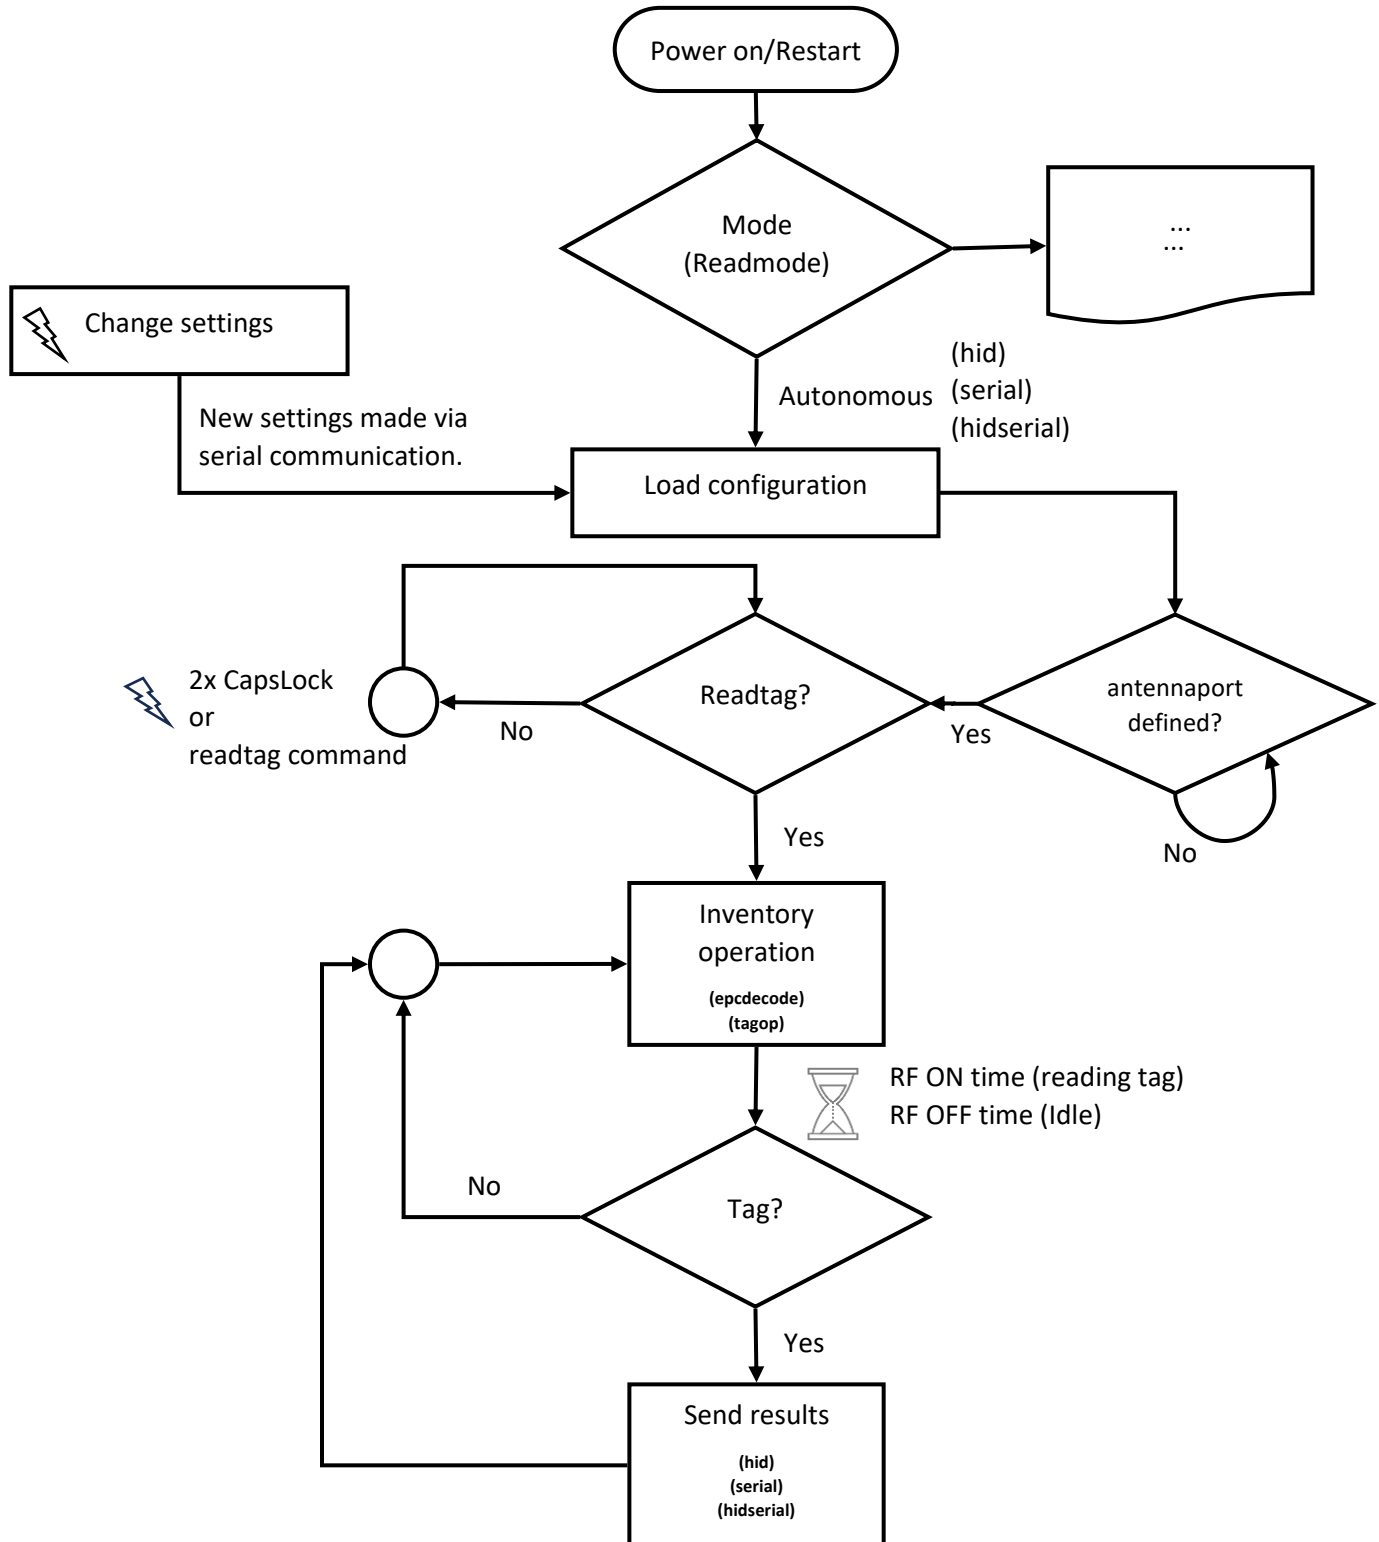 Power on/Restart
Mode
(Readmode)
...
...
Change settings
(hid)
Autonomous
(serial)
(hidserial)
New settings made via
serial communication.
Load configuration
2x CapsLock
or
readtag command
Readtag?
No
antennaport
defined?
Yes
No
Yes
Inventory
operation
(epcdecode)
(tagop)
RF ON time (reading tag)
RF OFF time (Idle)
No
Tag?
Yes
Send results
(hid)
(serial)
(hidserial)